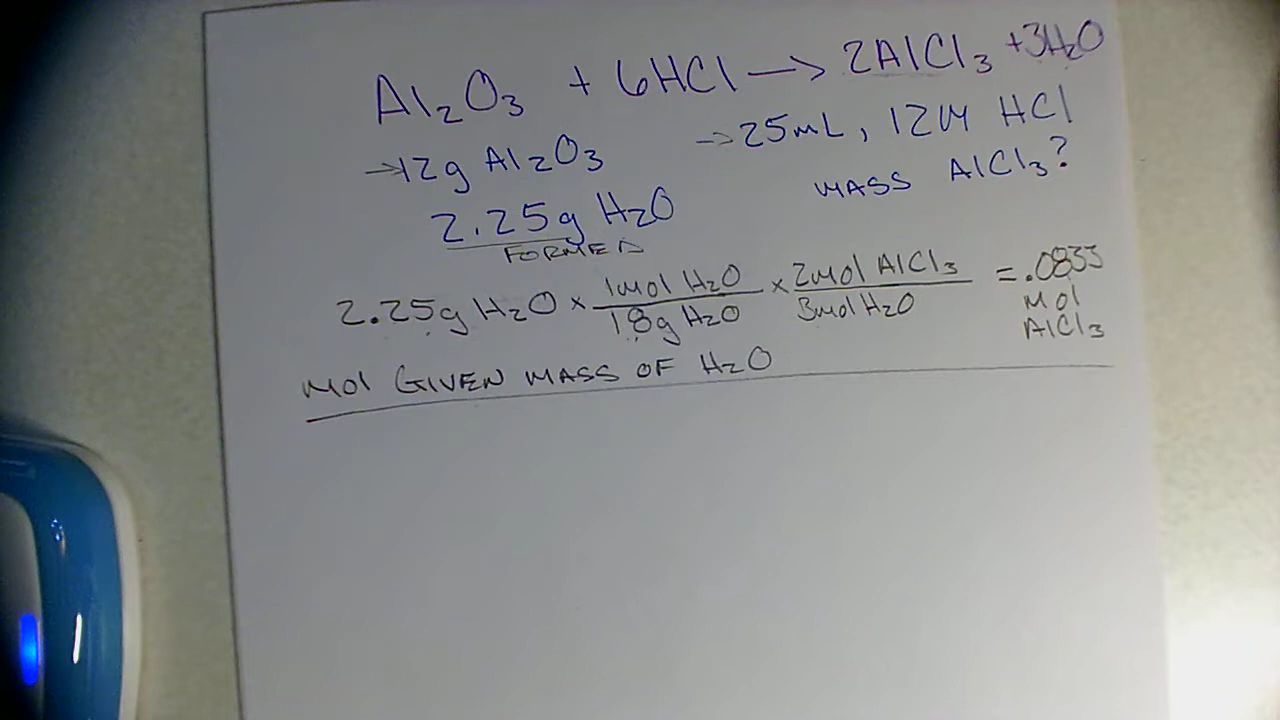 Al₂O₃ + 6HCl → 2AlCl₃ + 3H₂O
→12g Al₂O₃ →25mL, 12M HCl
2.25g H₂O MASS AlCl₃?
FORMED
2.25g H₂O × 1mol H₂O / 18g H₂O × 2mol AlCl₃ / 3mol H₂O = .0833 mol AlCl₃
mol GIVEN MASS OF H₂O